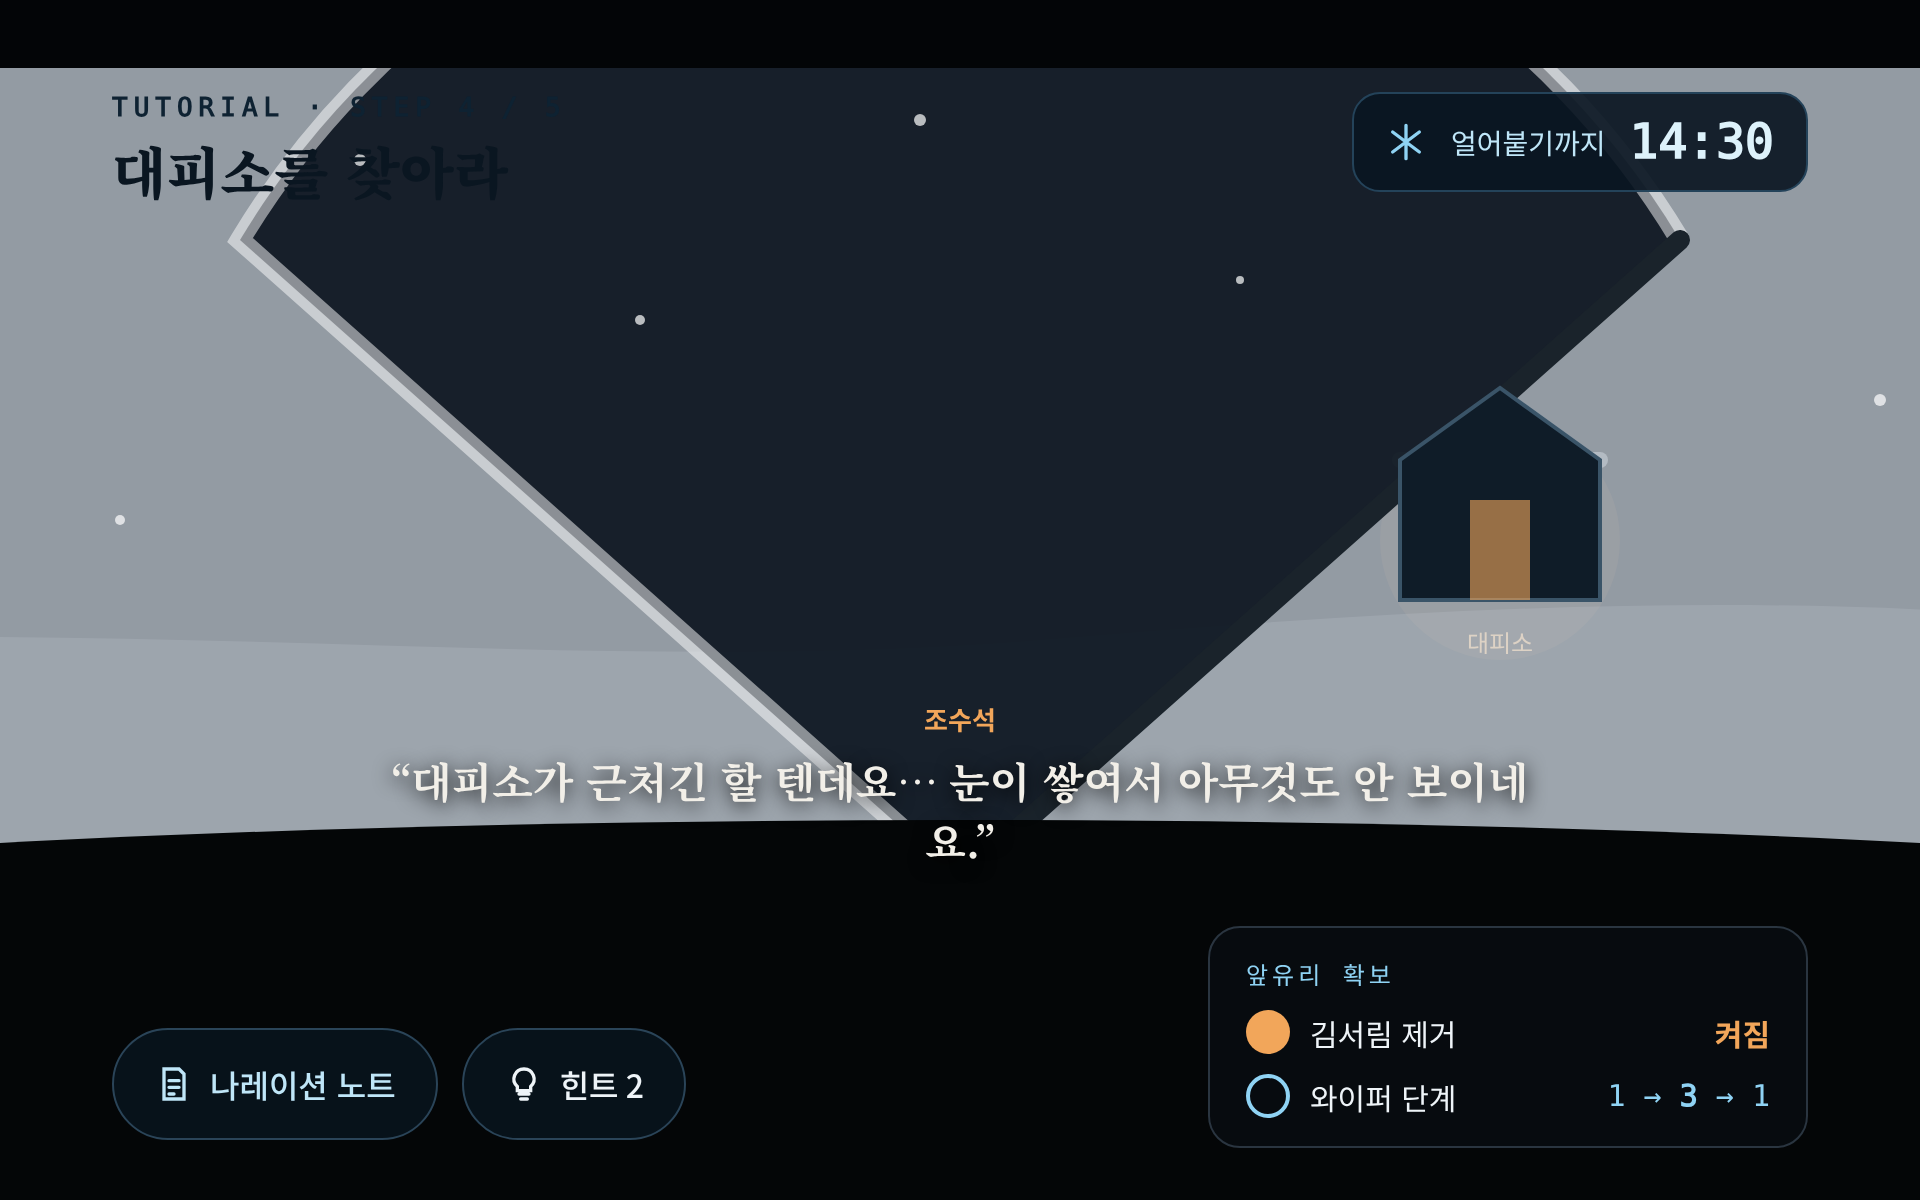 TUTORIAL ·
대피소를 찾아라
얼어붙기까지 14:30
대피소
조수석
“대피소가 근처긴 할 텐데요… 눈이 쌓여서 아무것도 안 보이네
요.”
앞유리 확보
김서림 제거 켜짐
와이퍼 단계 1 → 3 → 1
나레이션 노트
힌트 2